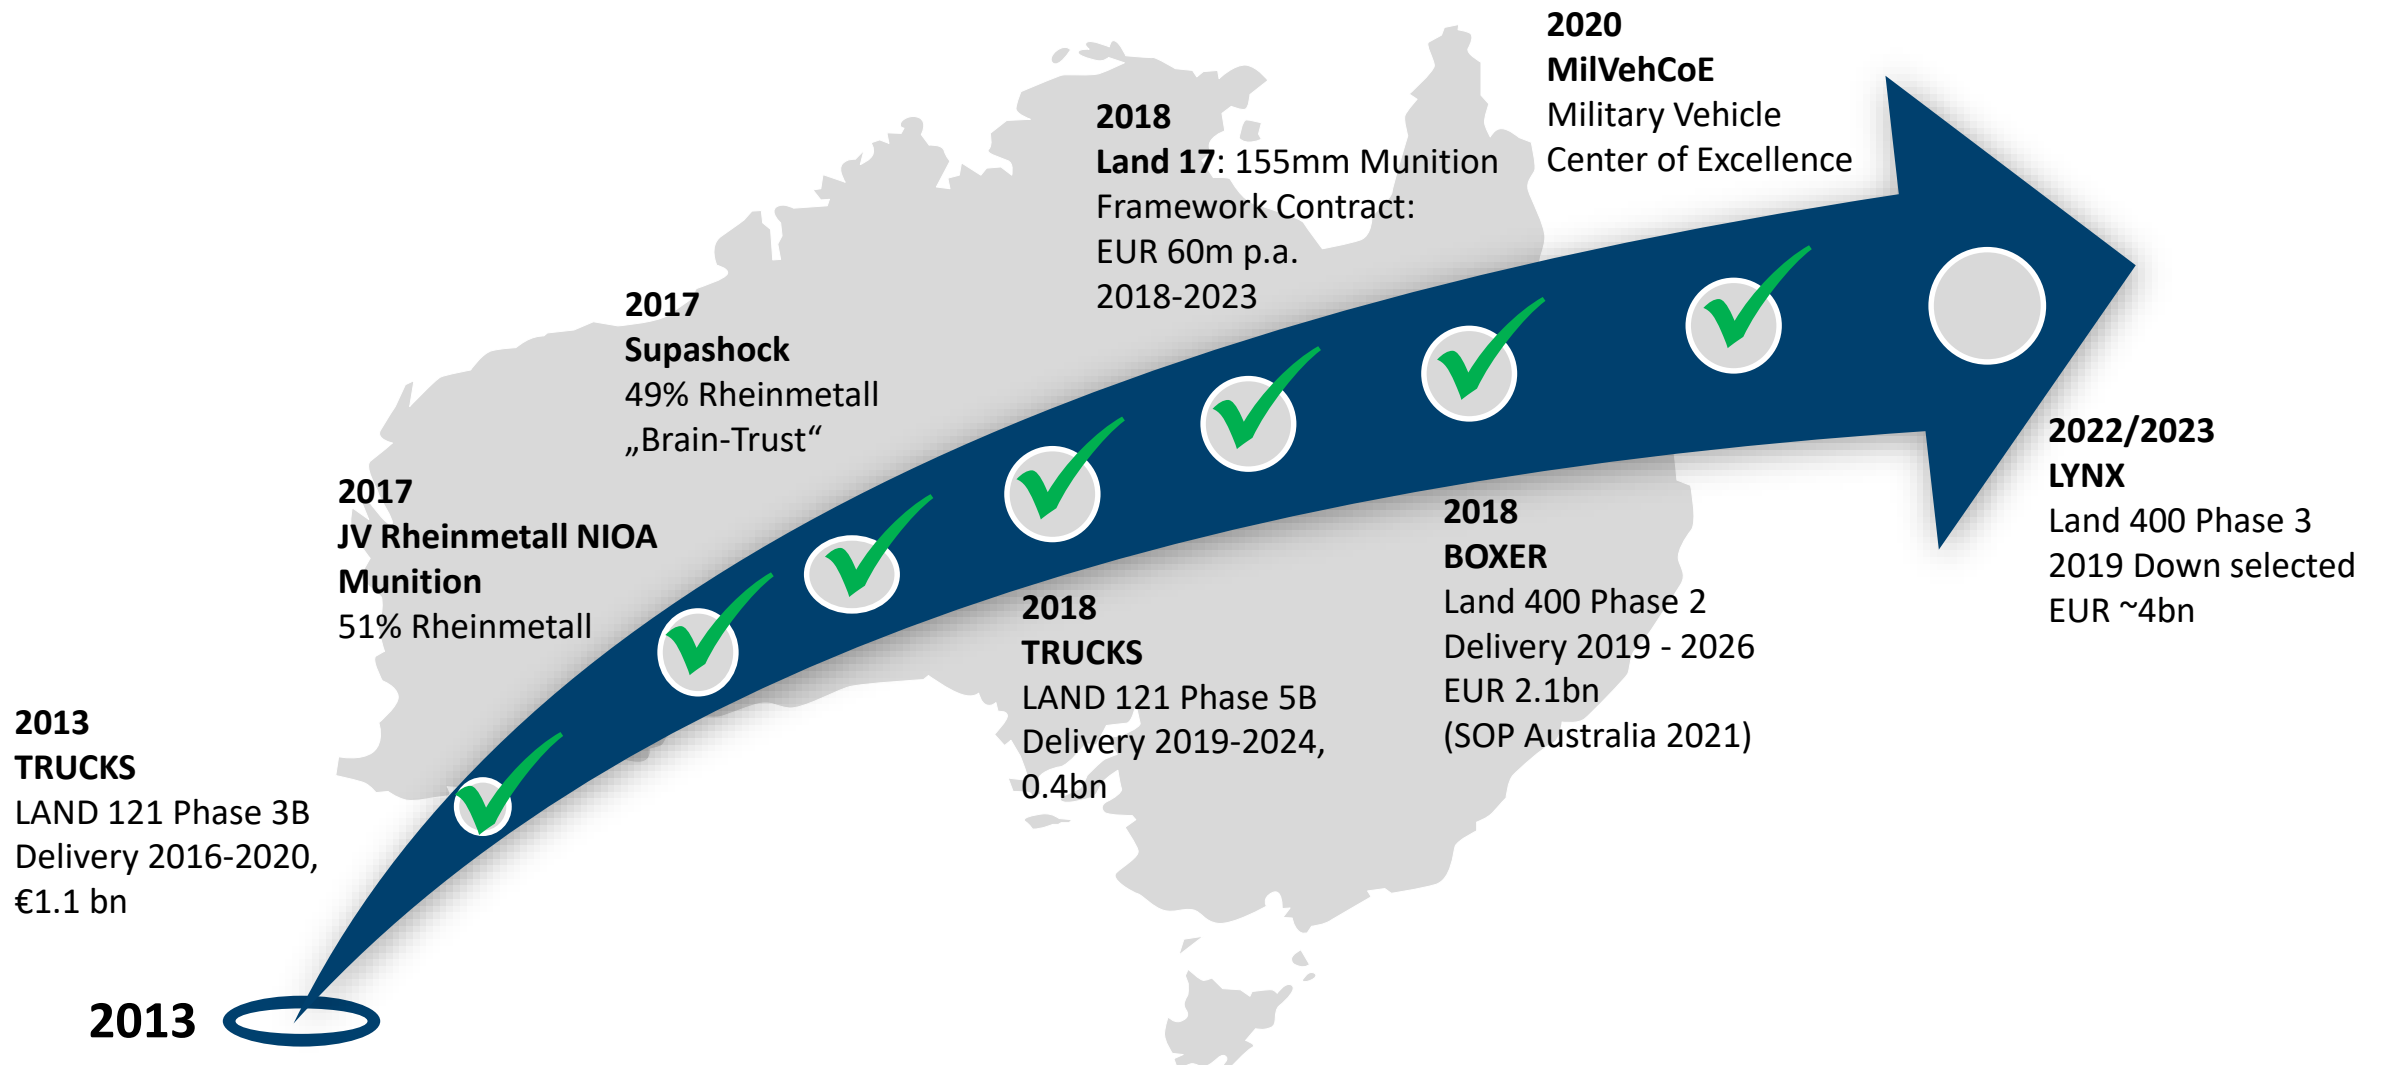 2013
TRUCKS
LAND 121 Phase 3B
Delivery 2016-2020,
€1.1 bn
2013
2017
JV Rheinmetall NIOA
Munition
51% Rheinmetall
2017
Supashock
49% Rheinmetall
„Brain-Trust“
2018
TRUCKS
LAND 121 Phase 5B
Delivery 2019-2024,
0.4bn
2018
Land 17: 155mm Munition
Framework Contract:
EUR 60m p.a.
2018-2023
2018
BOXER
Land 400 Phase 2
Delivery 2019 - 2026
EUR 2.1bn
(SOP Australia 2021)
2020
MilVehCoE
Military Vehicle
Center of Excellence
2022/2023
LYNX
Land 400 Phase 3
2019 Down selected
EUR ~4bn